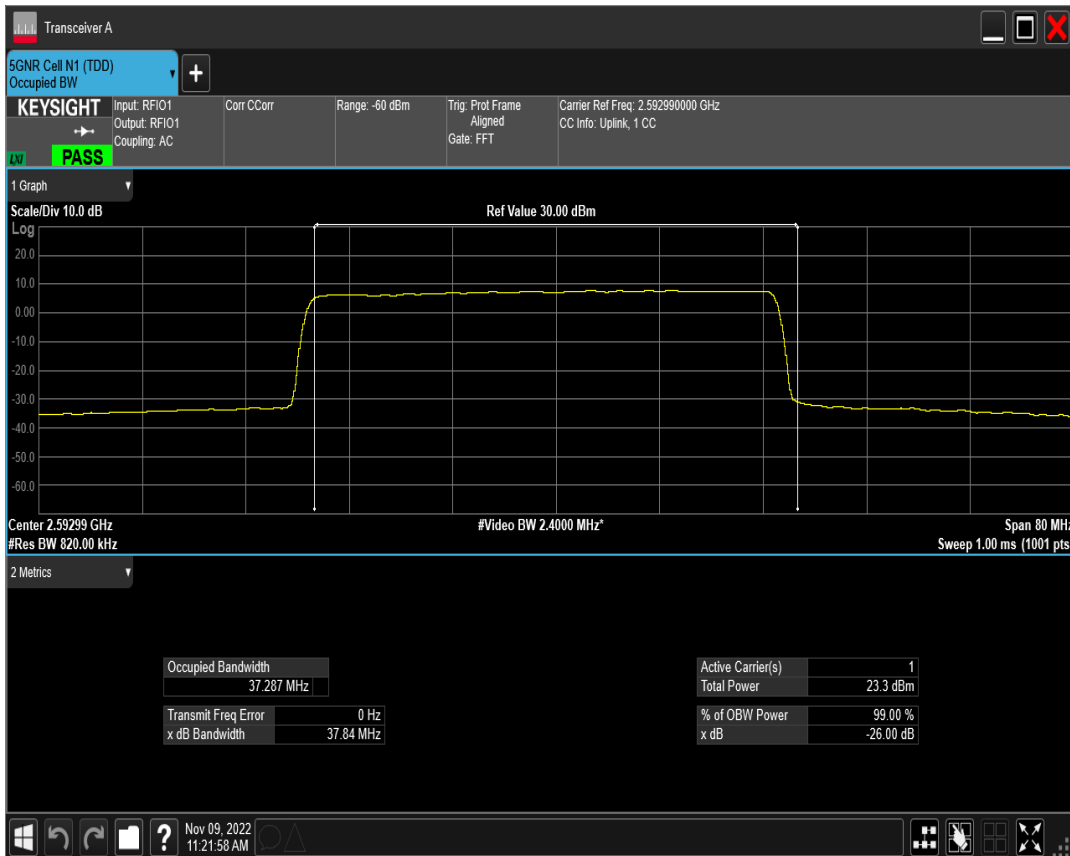 Transceiver A
5GNR Cell N1 (TDD)
Occupied BW
+
KEYSIGHT
LXI
PASS
Input: RFIO1
Output: RFIO1
Coupling: AC
Corr CCorr
Range: -60 dBm
Trig: Prot Frame
Aligned
Gate: FFT
Carrier Ref Freq: 2.592990000 GHz
CC Info: Uplink, 1 CC
1 Graph
Scale/Div 10.0 dB
Ref Value 30.00 dBm
Log
20.0
10.0
0.00
-10.0
-20.0
-30.0
-40.0
-50.0
-60.0
Center 2.59299 GHz
#Video BW 2.4000 MHz*
Span 80 MHz
#Res BW 820.00 kHz
Sweep 1.00 ms (1001 pts
2 Metrics
Occupied Bandwidth
37.287 MHz
Transmit Freq Error 0 Hz
x dB Bandwidth 37.84 MHz
Active Carrier(s) 1
Total Power 23.3 dBm
% of OBW Power 99.00 %
x dB -26.00 dB
?
Nov 09, 2022
11:21:58 AM